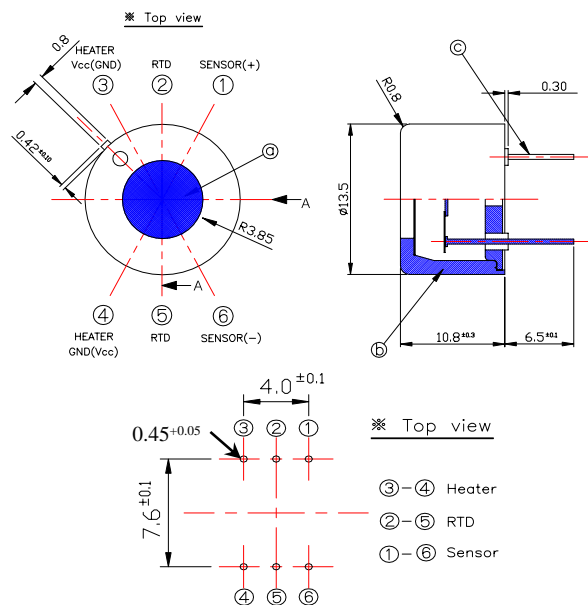 ※ Top view
HEATER
Vcc(GND)
RTD
SENSOR(+)
③
②
①
0.8
0.42±0.10
ⓐ
A
R3.85
A
④
⑤
⑥
HEATER
GND(Vcc)
RTD
SENSOR(-)
ⓒ
R0.8
0.30
Ø13.5
10.8±0.3
6.5±0.1
ⓑ
4.0±0.1
③
②
①
0.45+0.05
7.6±0.1
④
⑤
⑥
※ Top view
③-④ Heater
②-⑤ RTD
①-⑥ Sensor